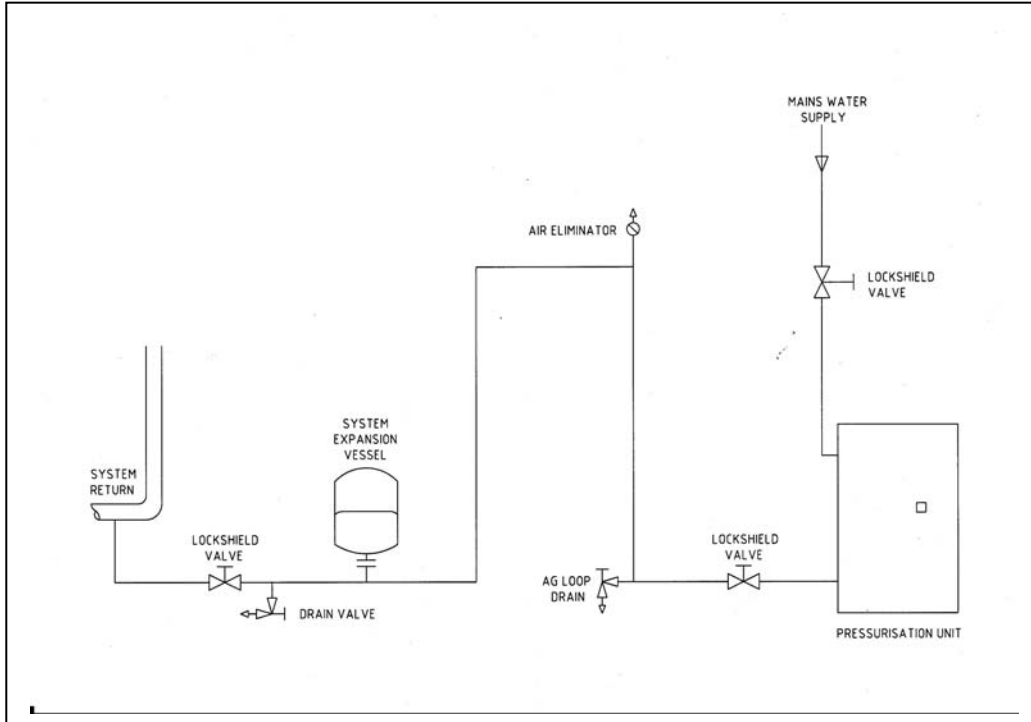 MAINS WATER
SUPPLY
AIR ELIMINATOR
LOCKSHIELD
VALVE
SYSTEM
EXPANSION
VESSEL
SYSTEM
RETURN
LOCKSHIELD
VALVE
LOCKSHIELD
VALVE
AG LOOP
DRAIN
DRAIN VALVE
PRESSURISATION UNIT